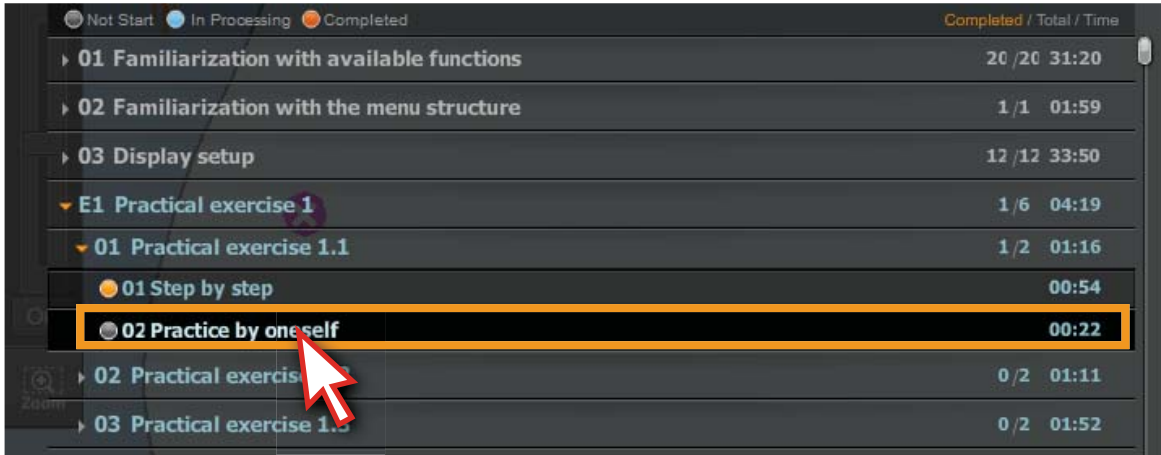 Not Start In Processing Completed Completed / Total / Time
01 Familiarization with available functions 20 /20 31:20
02 Familiarization with the menu structure 1 /1 01:59
03 Display setup 12 /12 33:50
E1 Practical exercise 1 1 /6 04:19
01 Practical exercise 1.1 1 /2 01:16
01 Step by step 00:54
02 Practice by oneself 00:22
02 Practical exercise 0 /2 01:11
Zoom
03 Practical exercise 1.3 0 /2 01:52